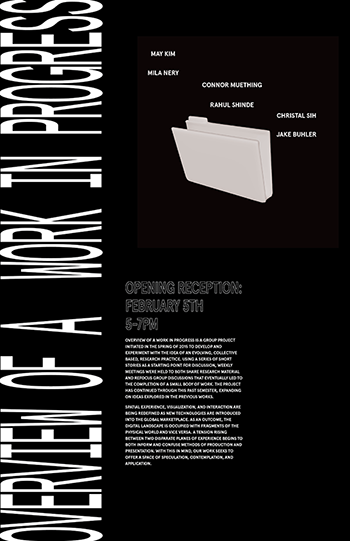 OVERVIEW OF A WORK IN PROGRESS
MAY KIM
MILA NERY
CONNOR MUETHING
RAHUL SHINDE
CHRISTAL SIH
JAKE BUHLER
OPENING RECEPTION:
FEBRUARY 5TH
5-7PM
OVERVIEW OF A WORK IN PROGRESS IS A GROUP PROJECT
INITIATED IN THE SPRING OF 2015 TO DEVELOP AND
EXPERIMENT WITH THE IDEA OF AN EVOLVING, COLLECTIVE
BASED, RESEARCH PRACTICE. USING A SERIES OF SHORT
STORIES AS A STARTING POINT FOR DISCUSSION, WEEKLY
MEETINGS WERE HELD TO BOTH SHARE RESEARCH MATERIAL
AND REFOCUS GROUP DISCUSSIONS THAT EVENTUALLY LED TO
THE COMPLETION OF A SMALL BODY OF WORK. THE PROJECT
HAS CONTINUED THROUGH THIS PAST SEMESTER, EXPANDING
ON IDEAS EXPLORED IN THE PREVIOUS WORKS.
SPATIAL EXPERIENCE, VISUALIZATION, AND INTERACTION ARE
BEING REDEFINED AS NEW TECHNOLOGIES ARE INTRODUCED
INTO THE GLOBAL MARKETPLACE. AS AN OUTCOME, THE
DIGITAL LANDSCAPE IS OCCUPIED WITH FRAGMENTS OF THE
PHYSICAL WORLD AND VICE VERSA. A TENSION RISING
BETWEEN TWO DISPARATE PLANES OF EXPERIENCE BEGINS TO
BOTH INFORM AND CONFUSE METHODS OF PRODUCTION AND
PRESENTATION. WITH THIS IN MIND, OUR WORK SEEKS TO
OFFER A SPACE OF SPECULATION, CONTEMPLATION, AND
APPLICATION.